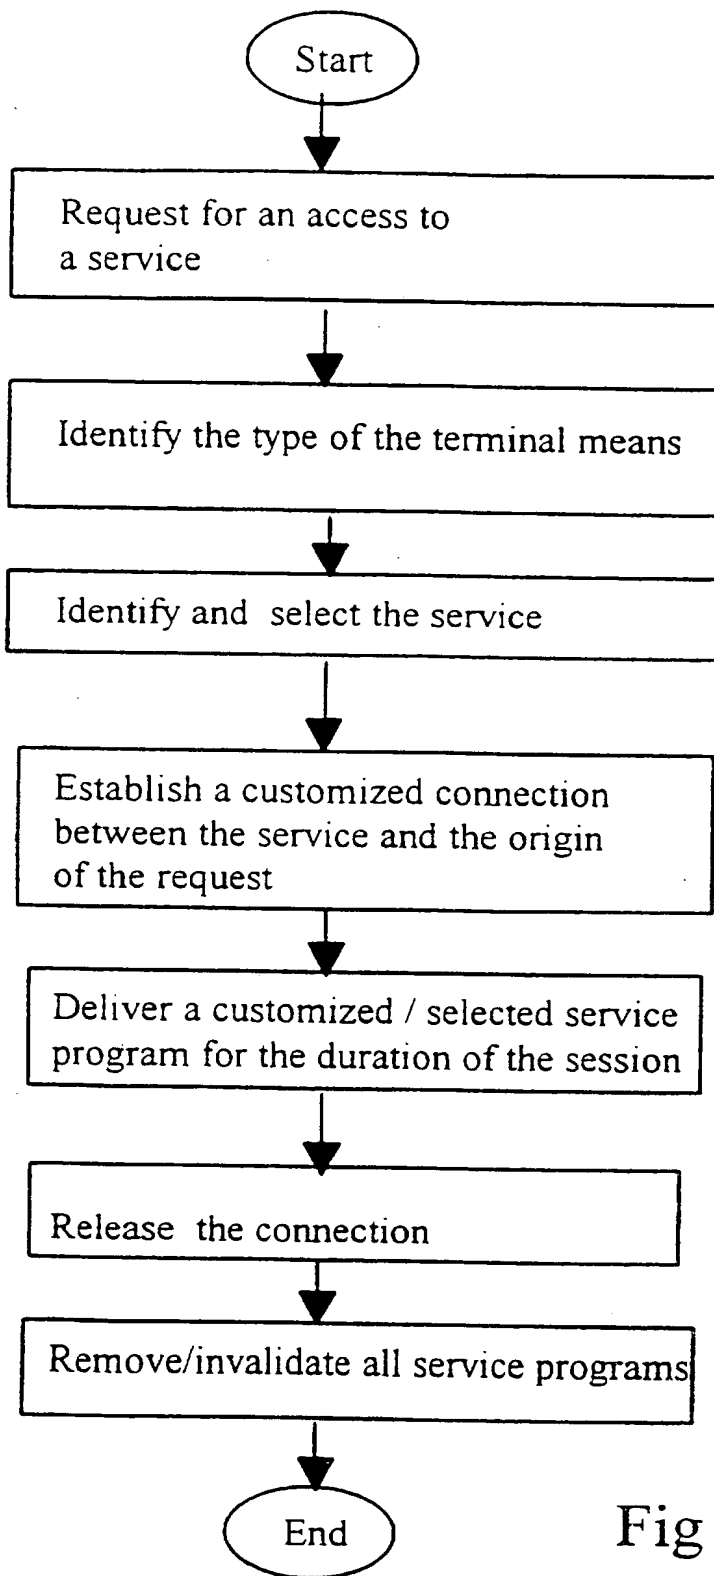 Start
Request for an access to
a service
Identify the type of the terminal means
Identify and select the service
Establish a customized connection
between the service and the origin
of the request
Deliver a customized / selected service
program for the duration of the session
Release the connection
Remove/invalidate all service programs
End
Fig